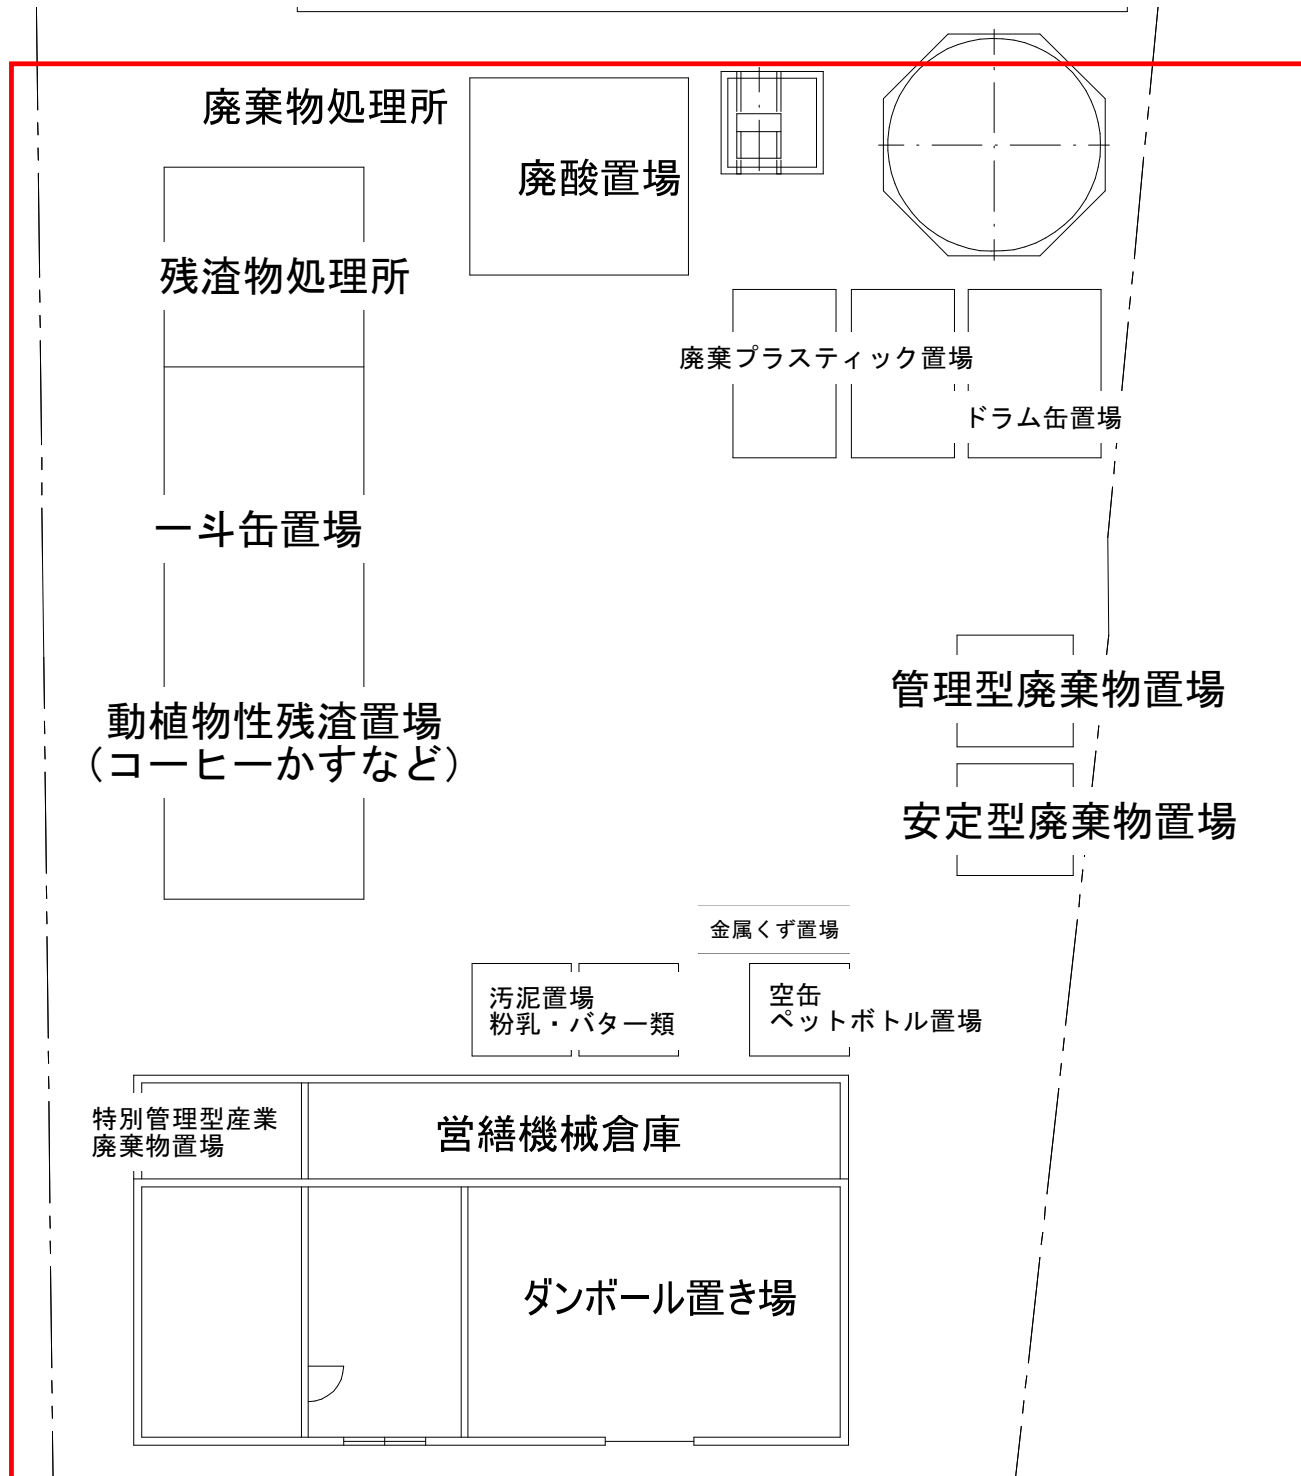 廃棄物処理所
廃酸置場
残渣物処理所
廃棄プラスティック置場
ドラム缶置場
一斗缶置場
管理型廃棄物置場
動植物性残渣置場
（コーヒーかすなど）
安定型廃棄物置場
金属くず置場
汚泥置場
粉乳・バター類
空缶
ペットボトル置場
特別管理型産業
廃棄物置場
営繕機械倉庫
ダンボール置き場